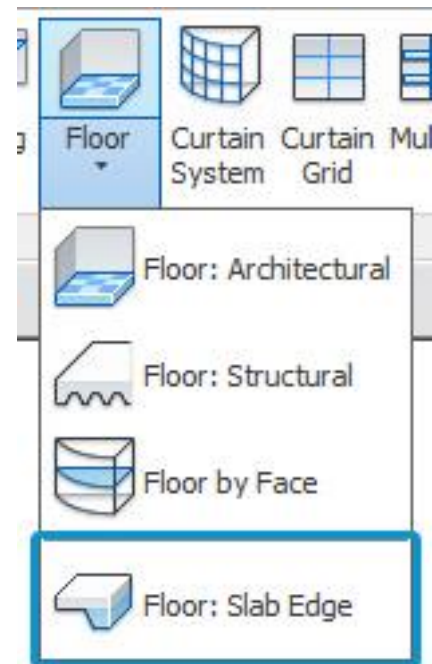 Floor Curtain Curtain
System Grid
Floor: Architectural
Floor: Structural
Floor by Face
Floor: Slab Edge